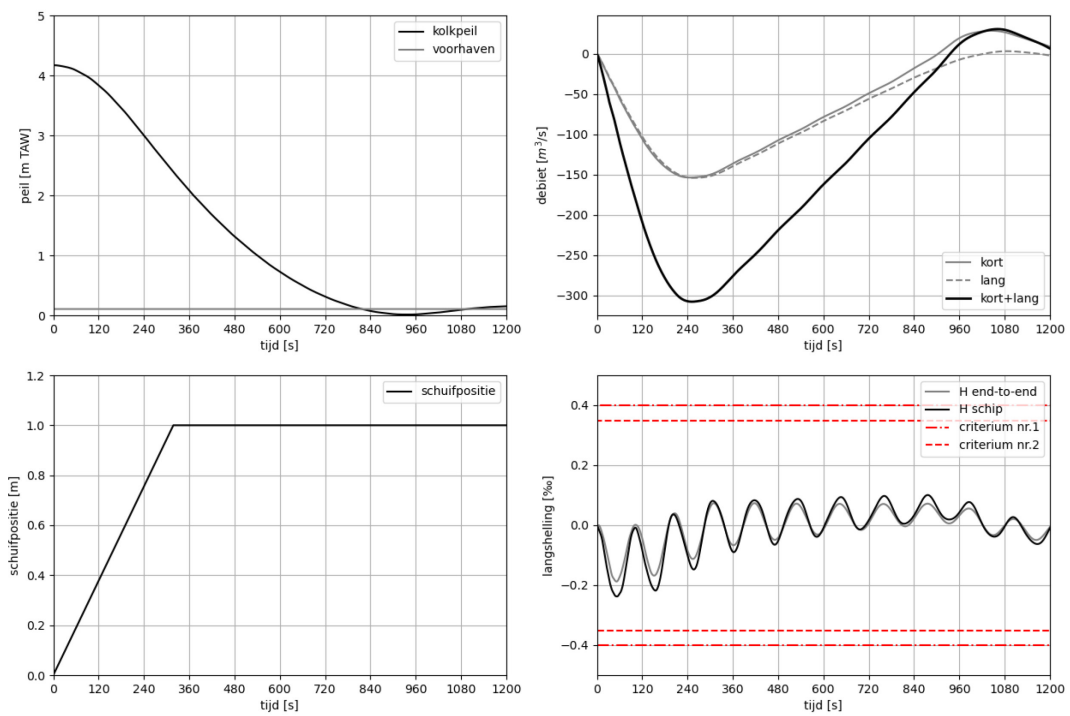 5
4
3
2
1
0
peil [m TAW]
kolkpeil
voorhaven
0 120 240 360 480 600 720 840 960 1080 1200
tijd [s]
0
−50
−100
−150
−200
−250
−300
debiet [m³/s]
kort
lang
kort+lang
0 120 240 360 480 600 720 840 960 1080 1200
tijd [s]
1.2
1.0
0.8
0.6
0.4
0.2
0.0
schuifpositie [m]
schuifpositie
0 120 240 360 480 600 720 840 960 1080 1200
tijd [s]
0.4
0.2
0.0
−0.2
−0.4
langshelling [‰]
H end-to-end
H schip
criterium nr.1
criterium nr.2
0 120 240 360 480 600 720 840 960 1080 1200
tijd [s]